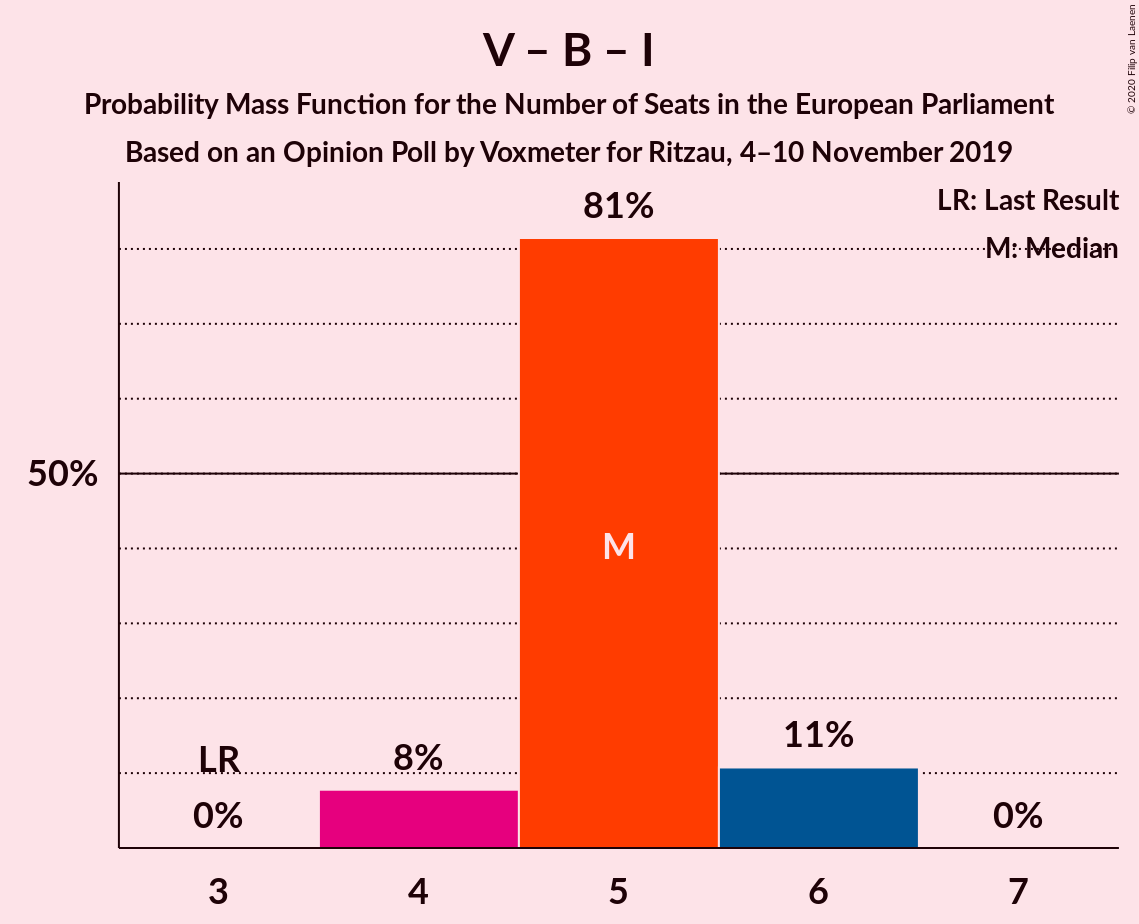 V – B – I
Probability Mass Function for the Number of Seats in the European Parliament
Based on an Opinion Poll by Voxmeter for Ritzau, 4–10 November 2019
© 2020 Filip van Laenen
LR: Last Result
M: Median
81%
50%
M
11%
LR
8%
0%
0%
3
4
5
6
7